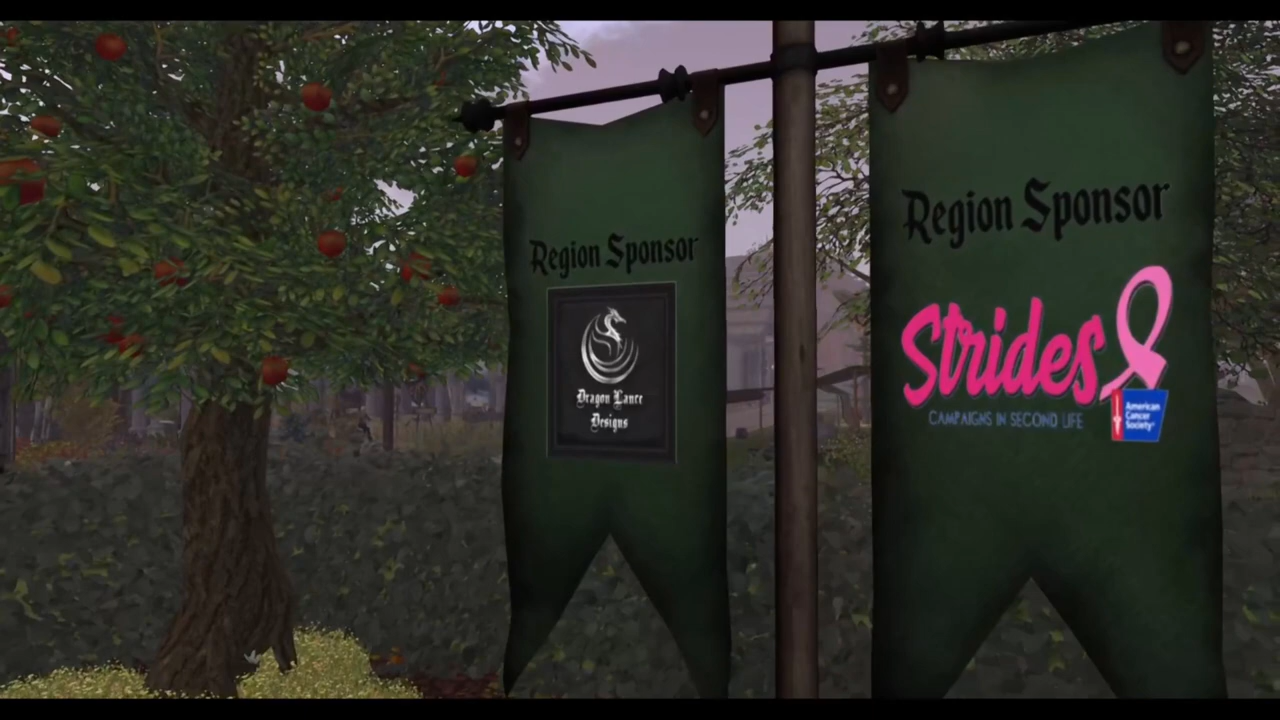 Region Sponsor
Dragon Lance
Designs
Region Sponsor
Strides
CAMPAIGNS IN SECOND LIFE
American
Cancer
Society®